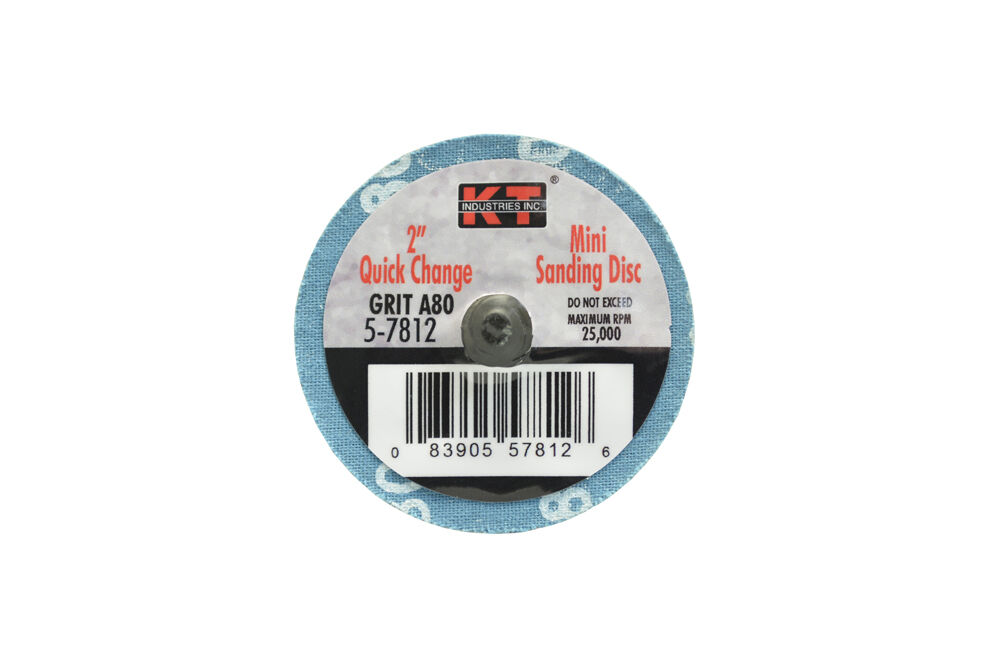 KT
INDUSTRIES INC.
®
2"
Quick Change
GRIT A80
5-7812
Mini
Sanding Disc
DO NOT EXCEED
MAXIMUM RPM
25,000
0 83905 57812 6